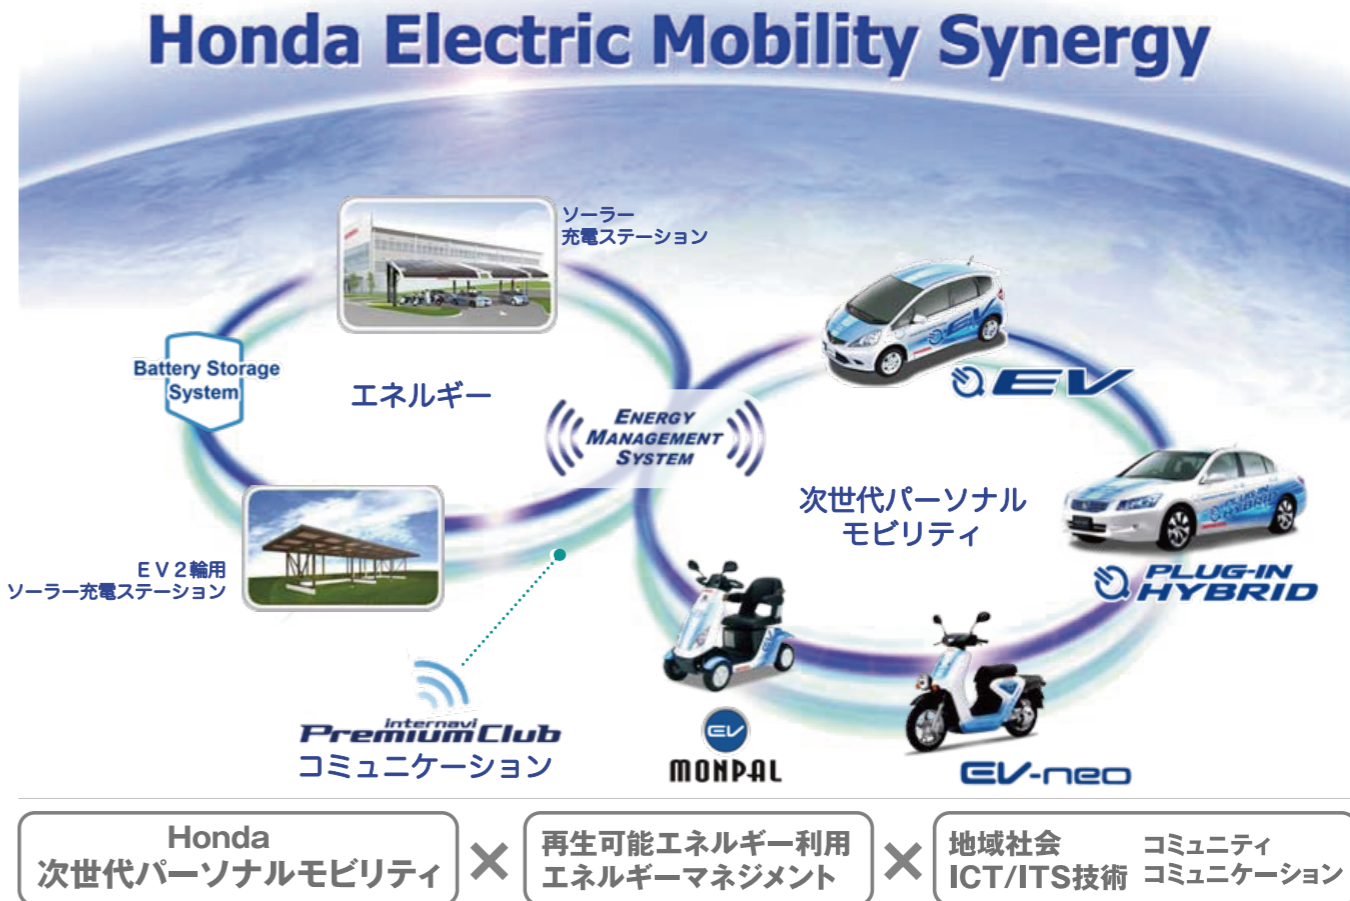 Honda Electric Mobility Synergy
ソーラー
充電ステーション
Battery Storage
System
エネルギー
EV
ENERGY
MANAGEMENT
SYSTEM
次世代パーソナル
モビリティ
PLUG-IN
HYBRID
EV2輪用
ソーラー充電ステーション
internavi
PremiumClub
コミュニケーション
EV
MONPAL
EV-neo
Honda
次世代パーソナルモビリティ
×
再生可能エネルギー利用
エネルギーマネジメント
×
地域社会 コミュニティ
ICT/ITS技術 コミュニケーション